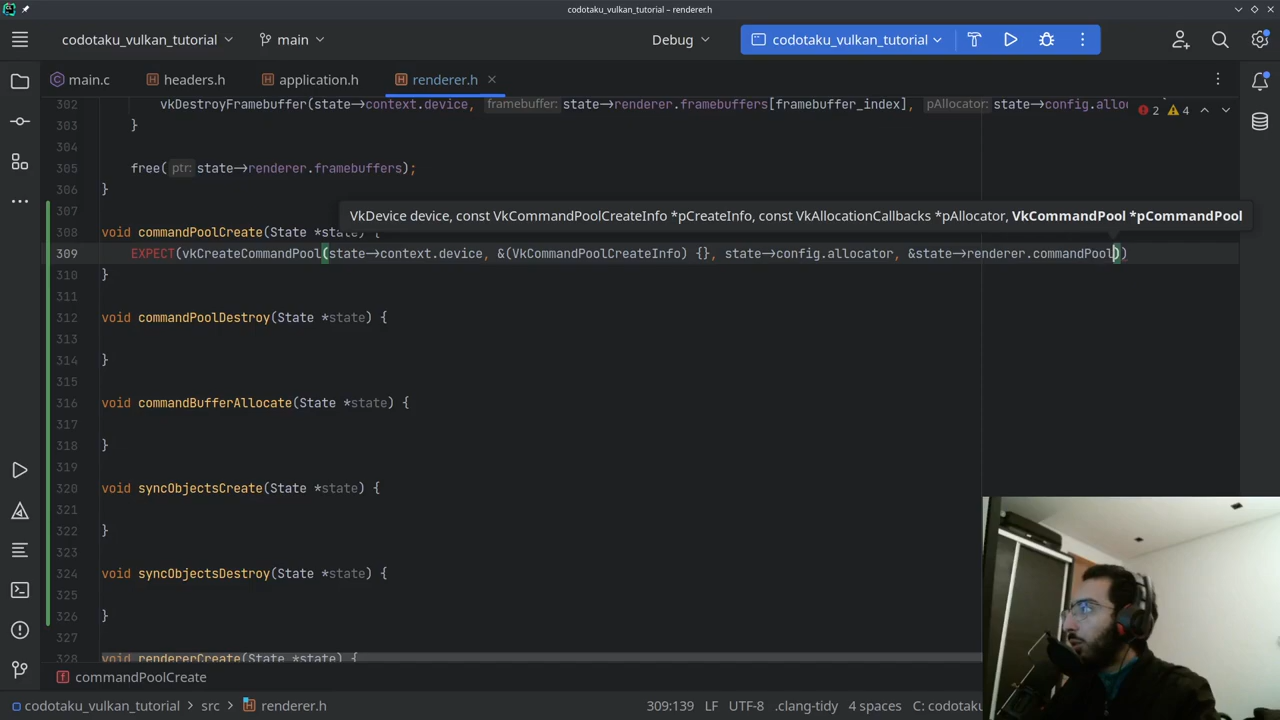 codotaku_vulkan_tutorial – renderer.h
codotaku_vulkan_tutorial main Debug codotaku_vulkan_tutorial
main.c headers.h application.h renderer.h
302 vkDestroyFramebuffer(state->context.device, framebuffer: state->renderer.framebuffers[framebuffer_index], pAllocator: state->config.alloc
2 4
303 }
304
305 free( ptr: state->renderer.framebuffers);
306 }
307
VkDevice device, const VkCommandPoolCreateInfo *pCreateInfo, const VkAllocationCallbacks *pAllocator, VkCommandPool *pCommandPool
308 void commandPoolCreate(State *state) {
309 EXPECT(vkCreateCommandPool(state->context.device, &(VkCommandPoolCreateInfo) {}, state->config.allocator, &state->renderer.commandPool))
310 }
311
312 void commandPoolDestroy(State *state) {
313
314 }
315
316 void commandBufferAllocate(State *state) {
317
318 }
319
320 void syncObjectsCreate(State *state) {
321
322 }
323
324 void syncObjectsDestroy(State *state) {
325
326 }
327
328 void rendererCreate(State *state) {
f commandPoolCreate
codotaku_vulkan_tutorial > src > renderer.h 309:139 LF UTF-8 .clang-tidy 4 spaces C: codotaku